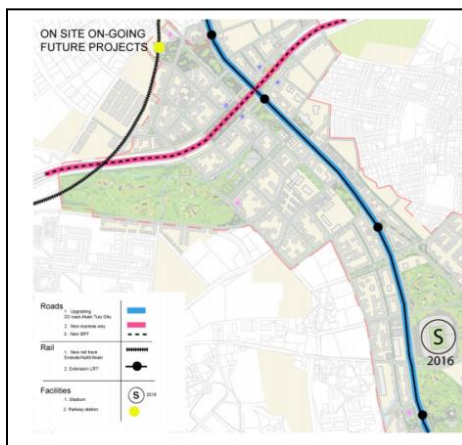 ON SITE ON-GOING
FUTURE PROJECTS
S
2016
Roads
1. Upgrading
2. New express way
3. New BRT
Rail
1. New rail track
2. Extension LRT
Facilities
1. Stadium
S 2016
2. Railway station